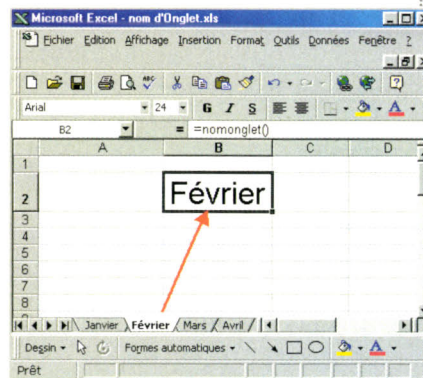 Microsoft Excel - nom d'Onglet.xls
Fichier Edition Affichage Insertion Format Outils Données Fenêtre ?
Arial 24 G I S
B2 = =nomonglet()
A B C D
1
2 Février
3
4
5
6
7
8
Janvier Février Mars Avril
Dessin Formes automatiques
Prêt